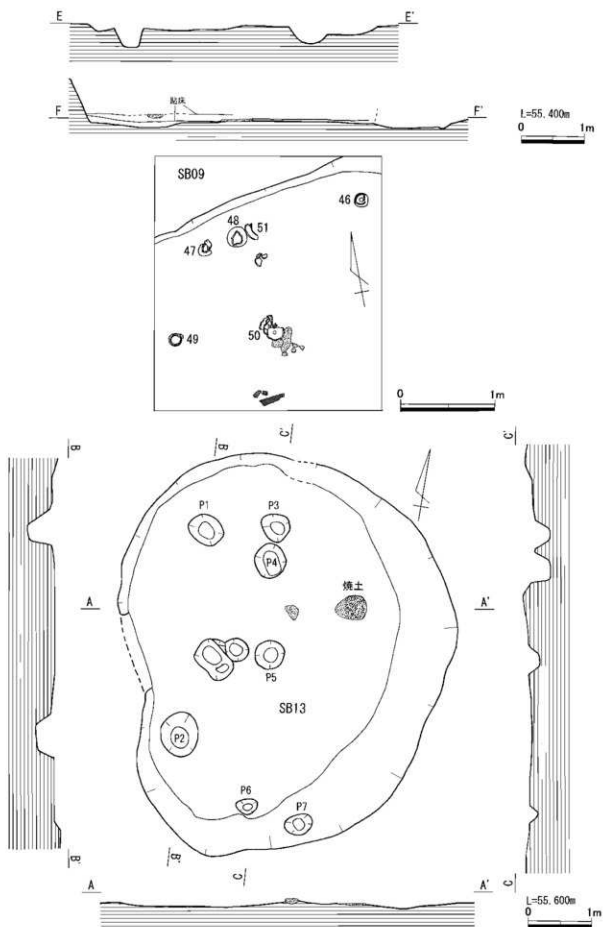 E E'
F 貼床 F'
L=55.400m
0 1m
SB09
46
48 51
47
49
50
0 1m
B B C' C'
P1 P3
P4
焼土
A A'
P5
SB13
P2
P6
P7
B' B' C C
A A'
L=55.600m
0 1m